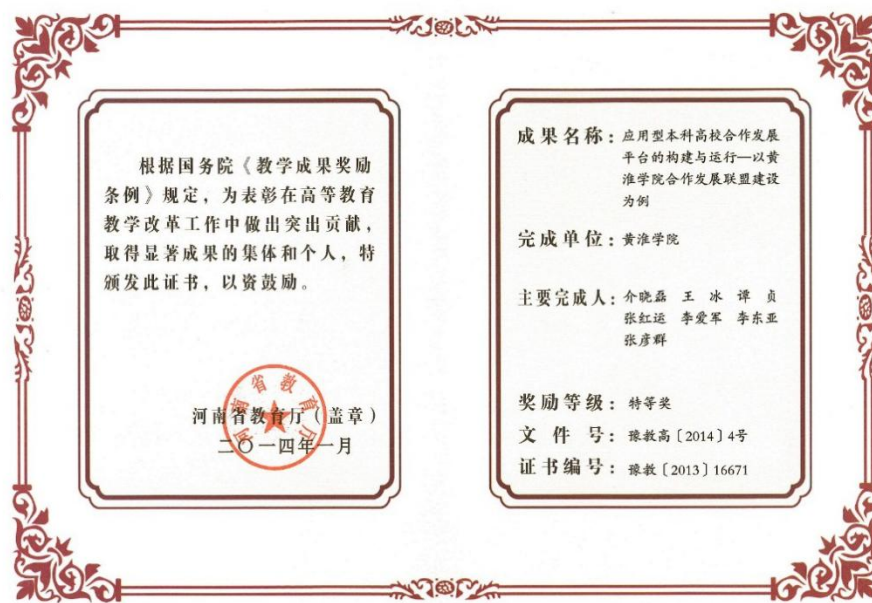 根据国务院《教学成果奖励
条例》规定，为表彰在高等教育
教学改革工作中做出突出贡献，
取得显著成果的集体和个人，特
颁发此证书，以资鼓励。
河南省教育厅（盖章）
二〇一四年一月
河南省教育厅
成果名称：应用型本科高校合作发展
平台的构建与运行—以黄
淮学院合作发展联盟建设
为例
完成单位：黄淮学院
主要完成人：介晓磊 王冰 谭贞
张红运 李爱军 李东亚
张彦群
奖励等级：特等奖
文件号：豫教高〔2014〕4号
证书编号：豫教〔2013〕16671